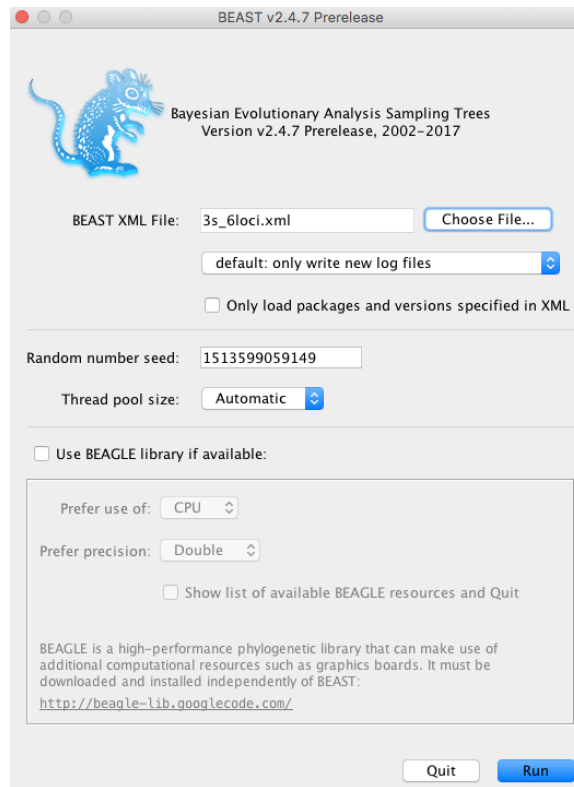 BEAST v2.4.7 Prerelease
Bayesian Evolutionary Analysis Sampling Trees
Version v2.4.7 Prerelease, 2002–2017
BEAST XML File: 3s_6loci.xml Choose File...
default: only write new log files
Only load packages and versions specified in XML
Random number seed: 1513599059149
Thread pool size: Automatic
Use BEAGLE library if available:
Prefer use of: CPU
Prefer precision: Double
Show list of available BEAGLE resources and Quit
BEAGLE is a high-performance phylogenetic library that can make use of
additional computational resources such as graphics boards. It must be
downloaded and installed independently of BEAST:
http://beagle-lib.googlecode.com/
Quit Run